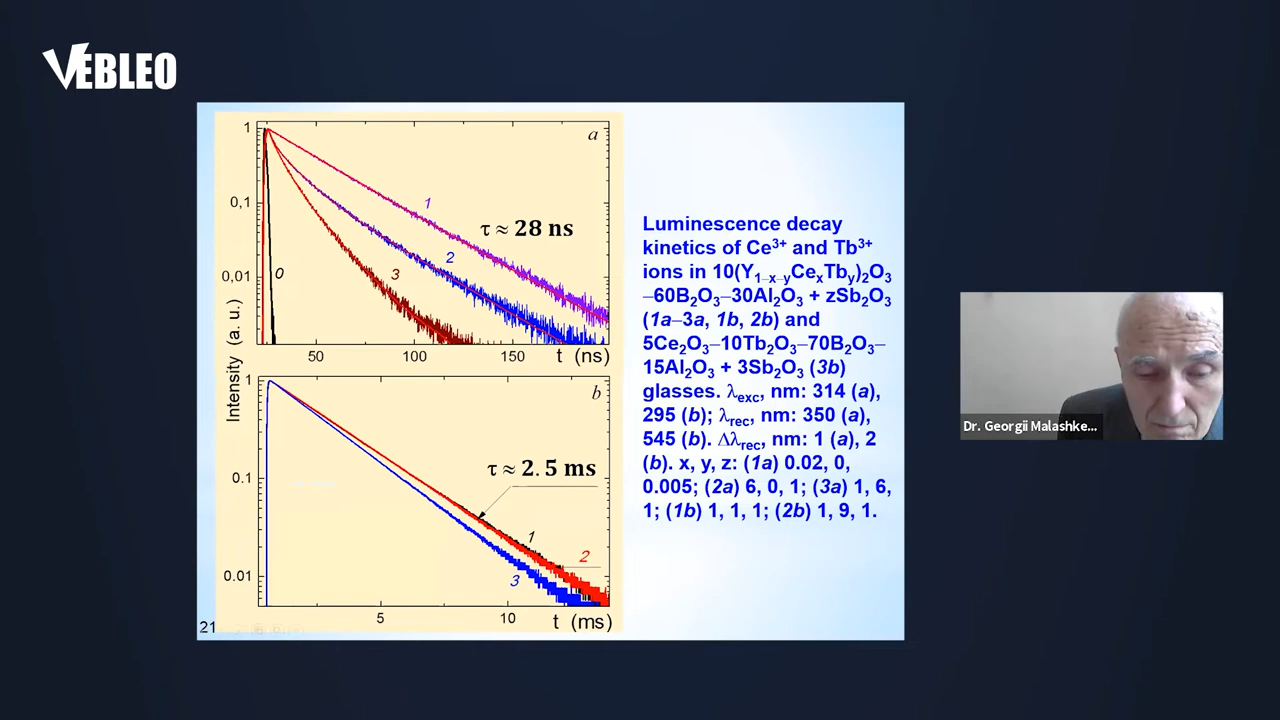 VEBLEO
1
0,1
0,01
a
1
τ ≈ 28 ns
2
3
0
50
100
150
t (ns)
Intensity (a. u.)
1
0.1
0.01
b
τ ≈ 2. 5 ms
1
2
3
5
10
t (ms)
21
Luminescence decay
kinetics of Ce³⁺ and Tb³⁺
ions in 10(Y₁₋ₓ₋yCeₓTby)₂O₃
–60B₂O₃–30Al₂O₃ + zSb₂O₃
(1a–3a, 1b, 2b) and
5Ce₂O₃–10Tb₂O₃–70B₂O₃–
15Al₂O₃ + 3Sb₂O₃ (3b)
glasses. λexc, nm: 314 (a),
295 (b); λrec, nm: 350 (a),
545 (b). Δλrec, nm: 1 (a), 2
(b). x, y, z: (1a) 0.02, 0,
0.005; (2a) 6, 0, 1; (3a) 1, 6,
1; (1b) 1, 1, 1; (2b) 1, 9, 1.
Dr. Georgii Malashke...